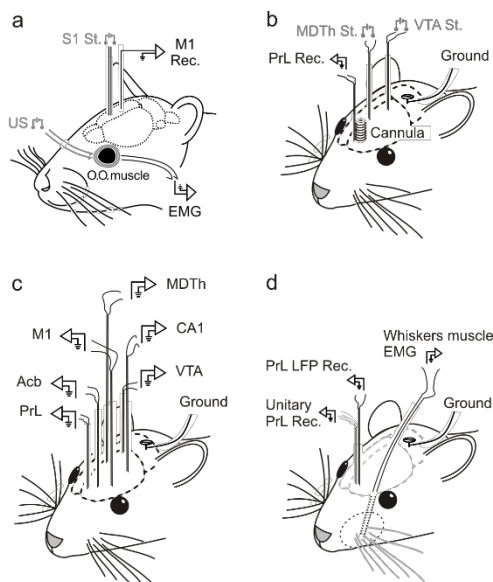 a
S1 St.
M1
Rec.
US
O.O.muscle
EMG
b
MDTh St.
VTA St.
PrL Rec.
Ground
Cannula
c
MDTh
M1
CA1
Acb
VTA
PrL
Ground
d
Whiskers muscle
EMG
PrL LFP Rec.
Unitary
PrL Rec.
Ground